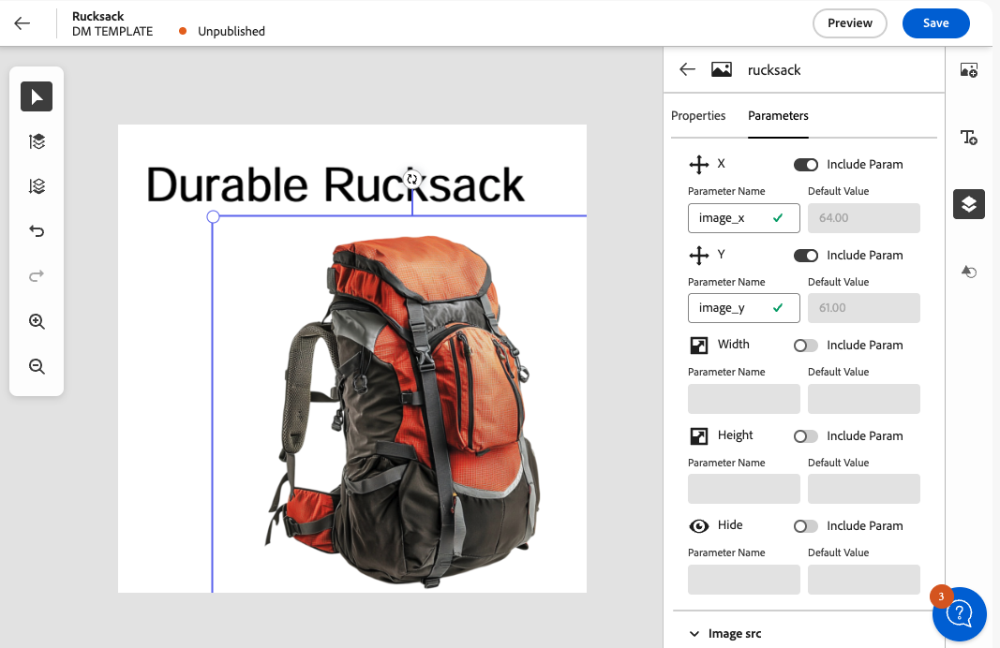 Rucksack
DM TEMPLATE
Unpublished
Preview
Save
rucksack
Properties
Parameters
Durable Rucksack
X
Include Param
Parameter Name
Default Value
image_x
64.00
Y
Include Param
Parameter Name
Default Value
image_y
61.00
Width
Include Param
Parameter Name
Default Value
Height
Include Param
Parameter Name
Default Value
Hide
Include Param
Parameter Name
Default Value
3
Image src